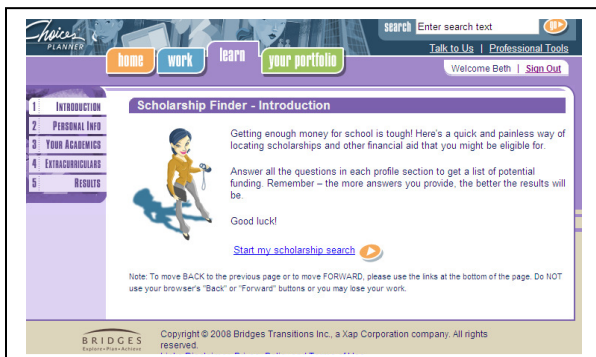 Choices
PLANNER
search Enter search text GO
Talk to Us | Professional Tools
home work learn your portfolio
Welcome Beth | Sign Out
1 INTRODUCTION
2 PERSONAL INFO
3 YOUR ACADEMICS
4 EXTRACURRICULARS
5 RESULTS
Scholarship Finder - Introduction
Getting enough money for school is tough! Here's a quick and painless way of
locating scholarships and other financial aid that you might be eligible for.
Answer all the questions in each profile section to get a list of potential
funding. Remember – the more answers you provide, the better the results will
be.
Good luck!
Start my scholarship search
Note: To move BACK to the previous page or to move FORWARD, please use the links at the bottom of the page. Do NOT
use your browser's "Back" or "Forward" buttons or you may lose your work.
BRIDGES
Explore•Plan•Achieve
Copyright © 2008 Bridges Transitions Inc., a Xap Corporation company. All rights
reserved.